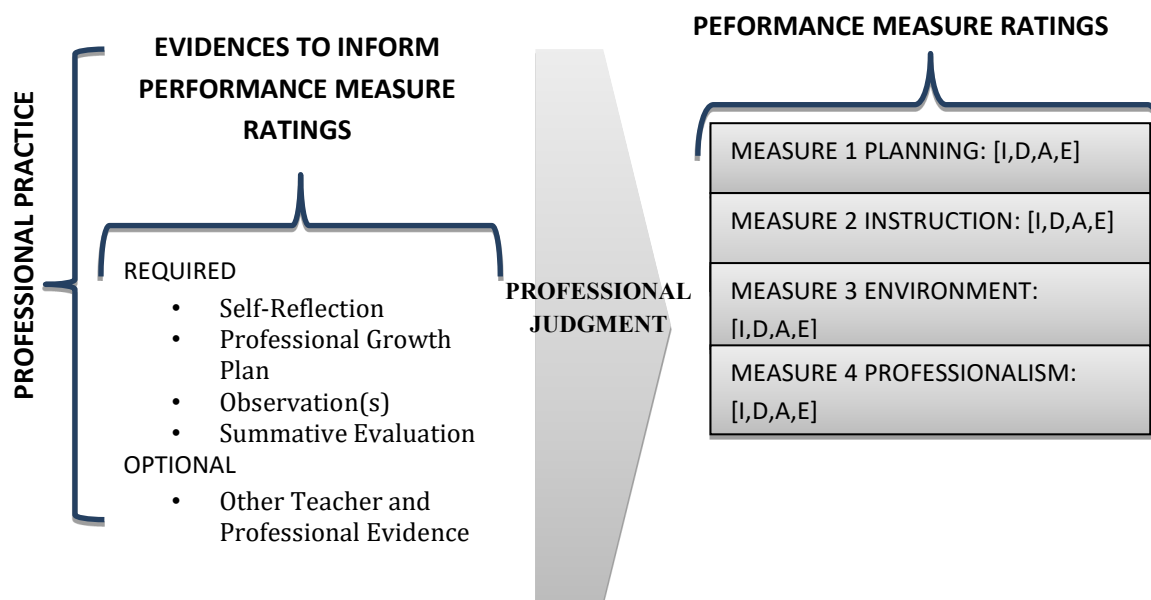 PROFESSIONAL PRACTICE
EVIDENCES TO INFORM
PERFORMANCE MEASURE
RATINGS
REQUIRED
• Self-Reflection
• Professional Growth
Plan
• Observation(s)
• Summative Evaluation
OPTIONAL
• Other Teacher and
Professional Evidence
PROFESSIONAL
JUDGMENT
PEFORMANCE MEASURE RATINGS
MEASURE 1 PLANNING: [I,D,A,E]
MEASURE 2 INSTRUCTION: [I,D,A,E]
MEASURE 3 ENVIRONMENT:
[I,D,A,E]
MEASURE 4 PROFESSIONALISM:
[I,D,A,E]